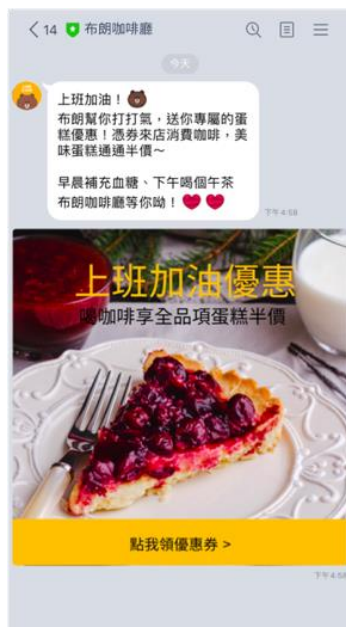 14 布朗咖啡廳
今天
上班加油！
布朗幫你打打氣，送你專屬的蛋
糕優惠！憑券來店消費咖啡，美
味蛋糕通通半價～
早晨補充血糖、下午喝個午茶
布朗咖啡廳等你呦！
下午4:58
上班加油優惠
喝咖啡享全品項蛋糕半價
點我領優惠券 >
下午4:58